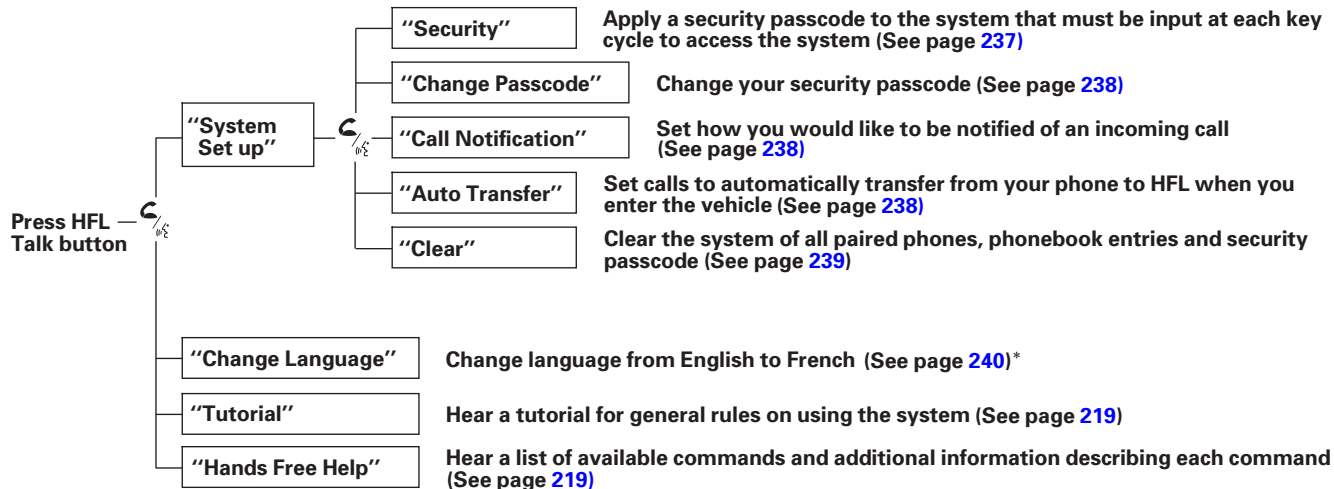 "Security"
Apply a security passcode to the system that must be input at each key
cycle to access the system (See page 237)
"Change Passcode"
Change your security passcode (See page 238)
"System
Set up"
"Call Notification"
Set how you would like to be notified of an incoming call
(See page 238)
"Auto Transfer"
Set calls to automatically transfer from your phone to HFL when you
enter the vehicle (See page 238)
Press HFL
Talk button
"Clear"
Clear the system of all paired phones, phonebook entries and security
passcode (See page 239)
"Change Language"
Change language from English to French (See page 240)*
"Tutorial"
Hear a tutorial for general rules on using the system (See page 219)
"Hands Free Help"
Hear a list of available commands and additional information describing each command
(See page 219)